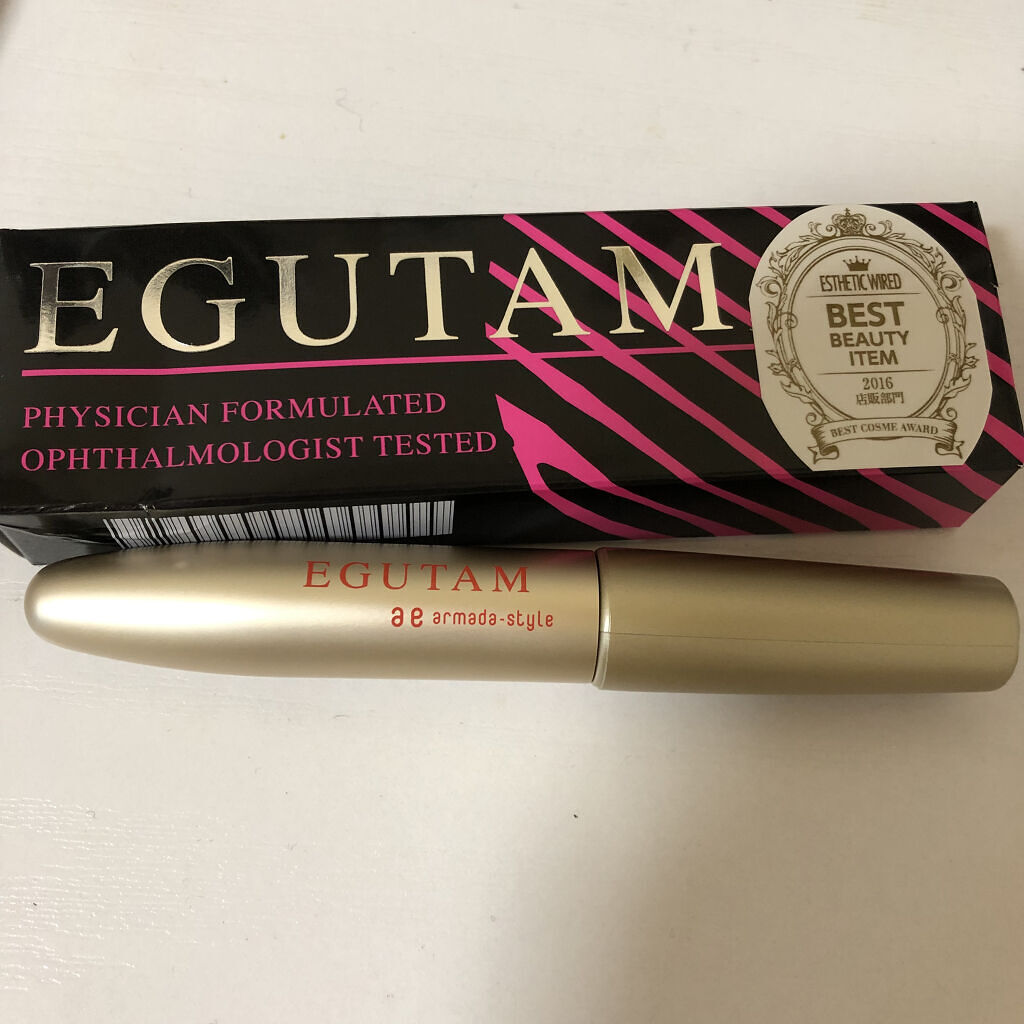 EGUTAM
PHYSICIAN FORMULATED
OPHTHALMOLOGIST TESTED
ESTHETIC WIRED
BEST
BEAUTY
ITEM
2016
店販部門
BEST COSME AWARD
EGUTAM
ae armada-style